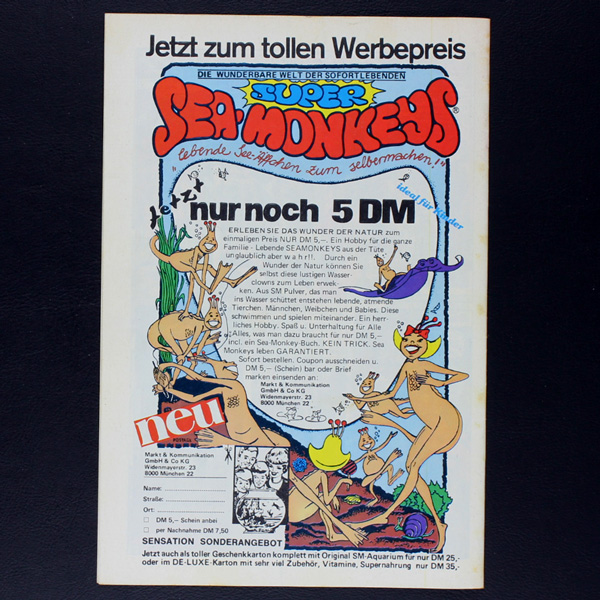 Jetzt zum tollen Werbepreis
DIE WUNDERBARE WELT DER SOFORTLEBENDEN
SUPER
SEA-MONKEYS®
"lebende See-Äffchen zum selbermachen!"
ideal für Kinder
Jetzt
nur noch 5 DM
ERLEBEN SIE DAS WUNDER DER NATUR zum
einmaligen Preis NUR DM 5,–. Ein Hobby für die ganze
Familie - Lebende SEAMONKEYS aus der Tüte
unglaublich aber w a h r!!. Durch ein
Wunder der Natur können Sie
selbst diese lustigen Wasser-
clowns zum Leben erwek-
ken. Aus SM Pulver, das man
ins Wasser schüttet entstehen lebende, atmende
Tierchen. Männchen, Weibchen und Babies. Diese
schwimmen und spielen miteinander. Ein herr-
liches Hobby. Spaß u. Unterhaltung für Alle
Alles, was man dazu braucht für nur DM 5,–
incl. ein Sea-Monkey-Buch. KEIN TRICK. Sea
Monkeys leben GARANTIERT.
Sofort bestellen. Coupon ausschneiden u.
DM 5,– (Schein) bar oder Brief
marken einsenden an:
Markt & Kommunikation
GmbH & Co KG
Widenmayerstr. 23
8000 München 22
neu
Markt & Kommunikation
GmbH & Co KG
Widenmayerstr. 23
8000 München 22
Name:
Straße:
Ort:
DM 5,– Schein anbei
per Nachnahme DM 7,50
SENSATION SONDERANGEBOT
Jetzt auch als toller Geschenkkarton komplett mit Original SM-Aquarium für nur DM 25,-
oder im DE-LUXE-Karton mit sehr viel Zubehör, Vitamine, Supernahrung nur DM 35,-